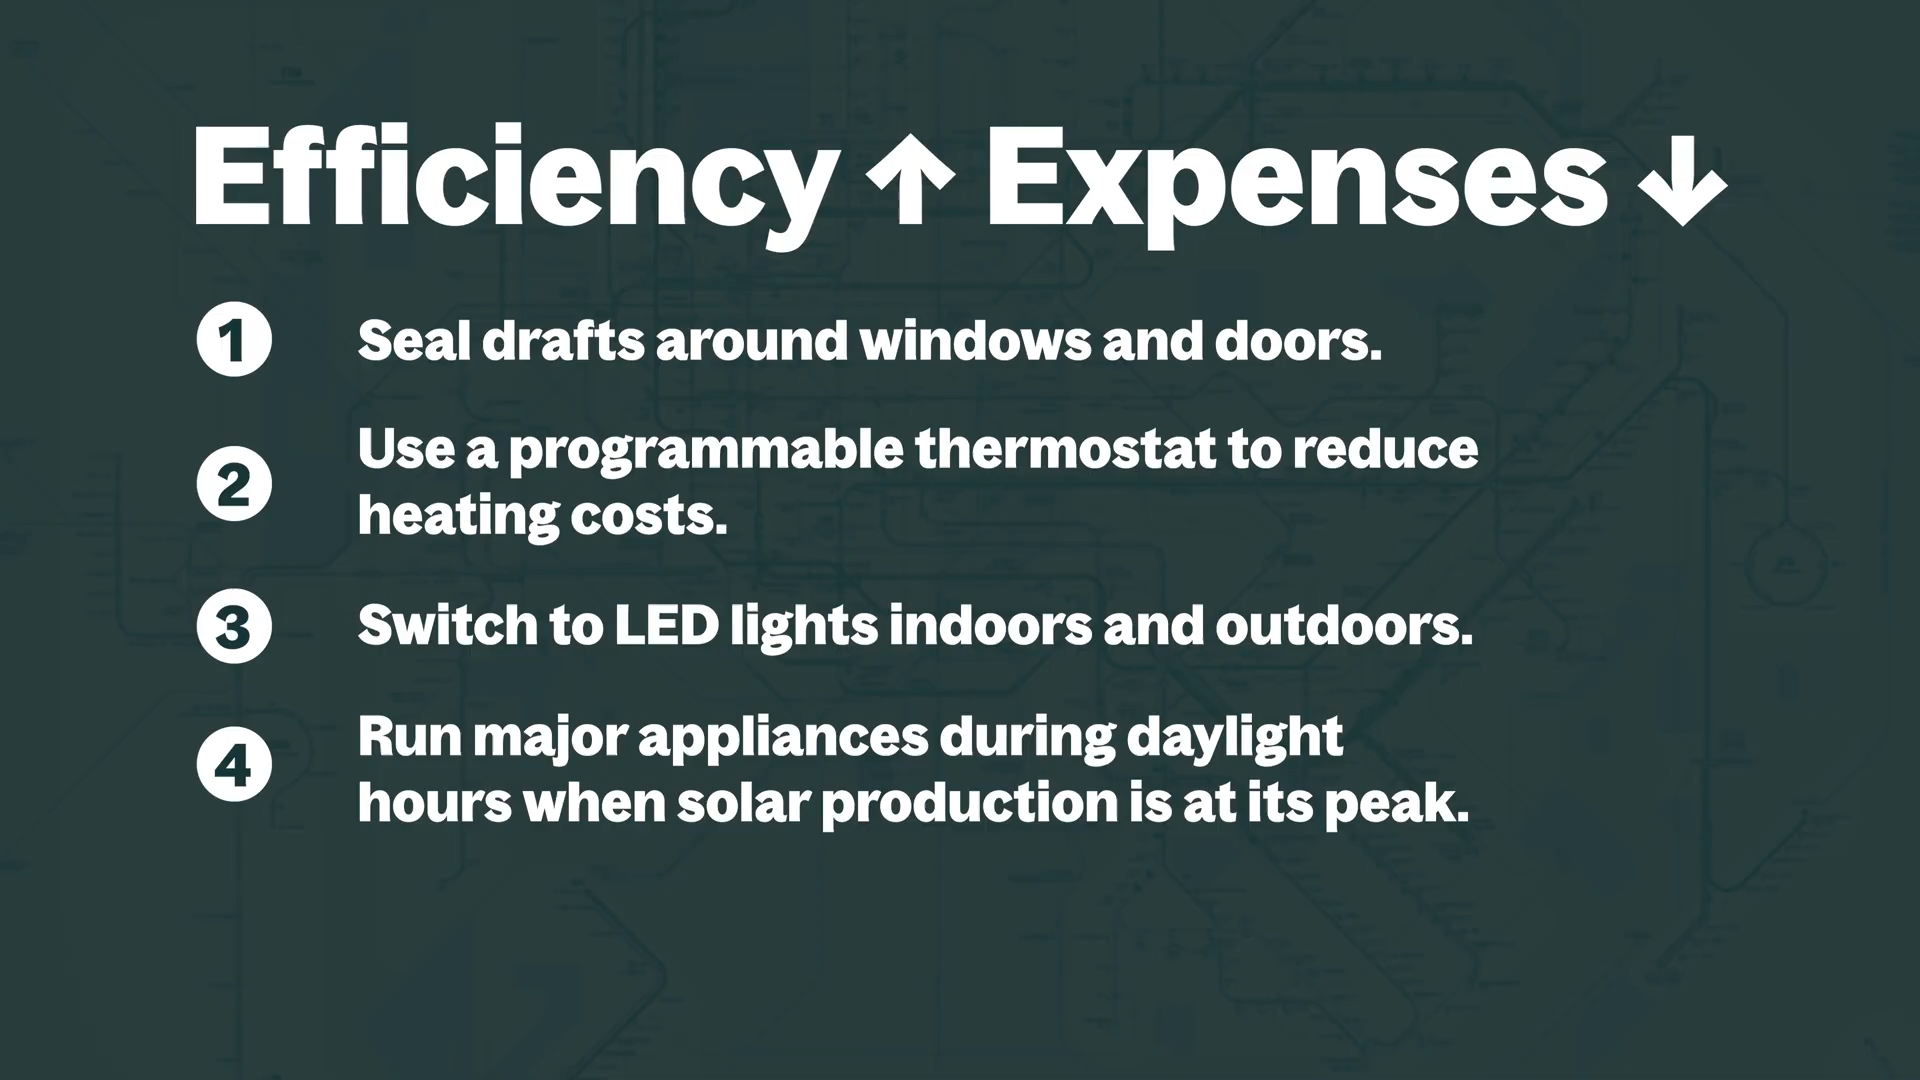 Efficiency ↑ Expenses ↓
1 Seal drafts around windows and doors.
2 Use a programmable thermostat to reduce
heating costs.
3 Switch to LED lights indoors and outdoors.
4 Run major appliances during daylight
hours when solar production is at its peak.